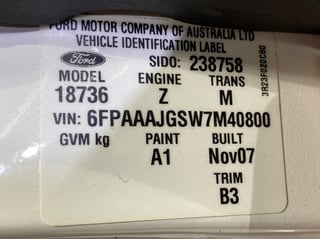 FORD MOTOR COMPANY OF AUSTRALIA LTD
VEHICLE IDENTIFICATION LABEL
Ford SIDO: 238758
MODEL ENGINE TRANS
18736 Z M
VIN: 6FPAAAJGSW7M40800
GVM kg PAINT BUILT
A1 Nov07
TRIM
B3
3R23F020CBD